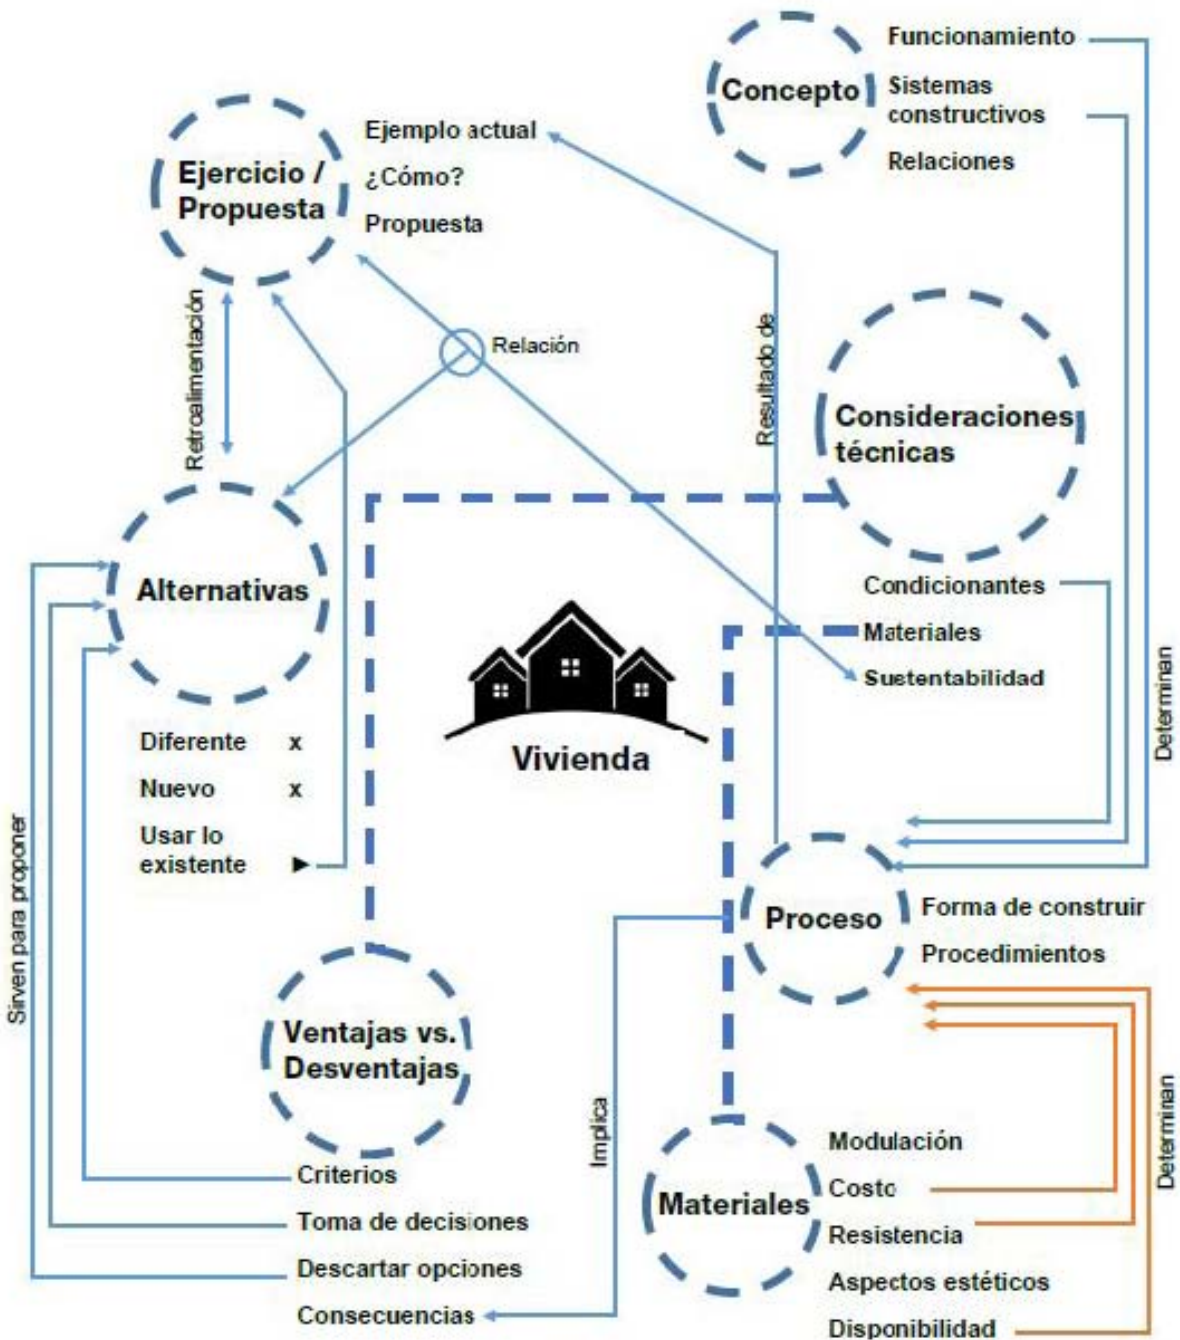 Concepto
Funcionamiento
Sistemas
constructivos
Relaciones
Ejercicio /
Propuesta
Ejemplo actual
¿Cómo?
Propuesta
Retroalimentación
Relación
Resultado de
Consideraciones
técnicas
Condicionantes
Materiales
Sustentabilidad
Determinan
Alternativas
Diferente x
Nuevo x
Usar lo
existente ►
Sirven para proponer
Vivienda
Proceso
Forma de construir
Procedimientos
Ventajas vs.
Desventajas
Criterios
Toma de decisiones
Descartar opciones
Consecuencias
Implica
Materiales
Modulación
Costo
Resistencia
Aspectos estéticos
Disponibilidad
Determinan